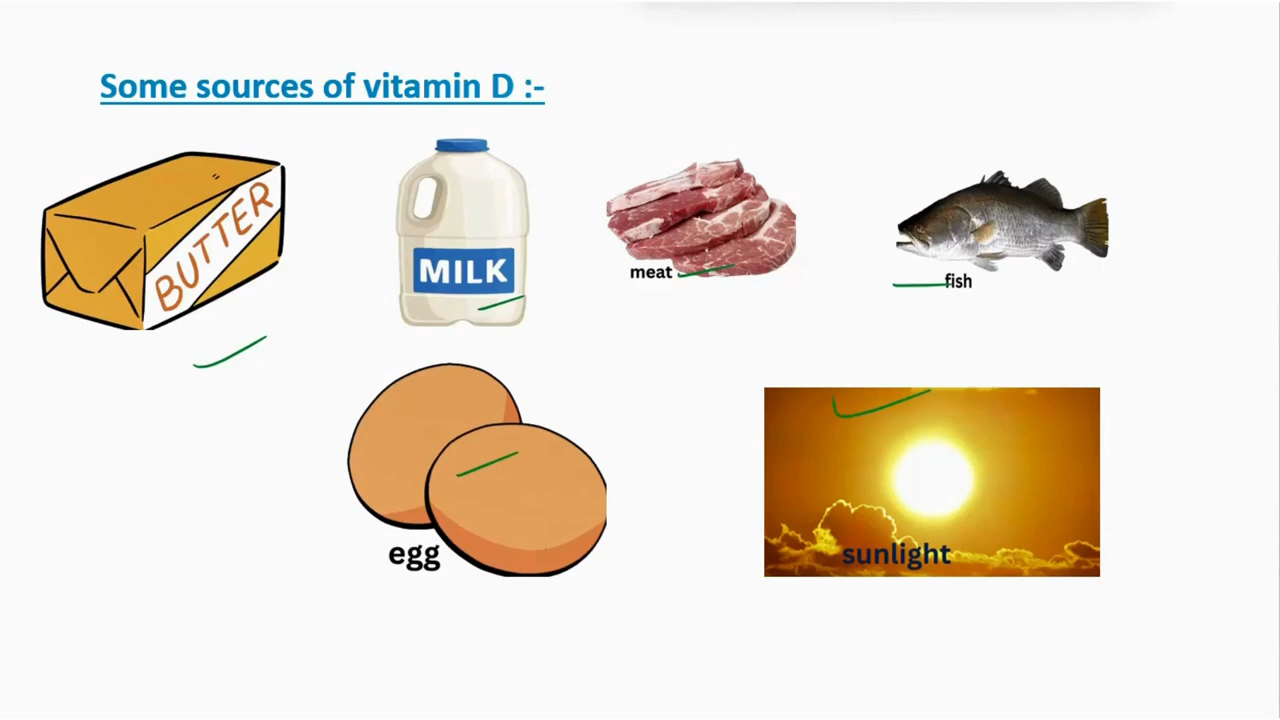 Some sources of vitamin D :-
BUTTER
MILK
meat
fish
egg
sunlight